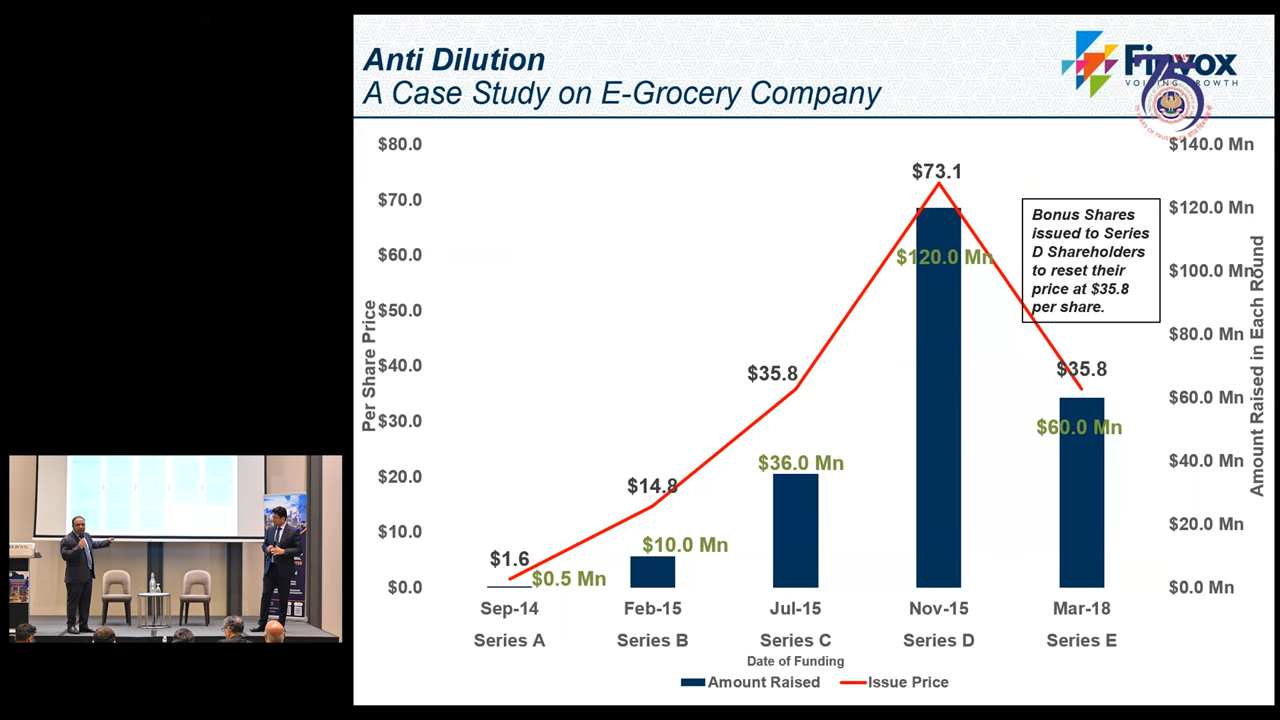 Anti Dilution
A Case Study on E-Grocery Company
Finvox
75
$80.0
$70.0
$60.0
$50.0
$40.0
$30.0
$20.0
$10.0
$0.0
Per Share Price
$1.6
$0.5 Mn
$14.8
$10.0 Mn
$35.8
$36.0 Mn
$73.1
$120.0 Mn
$35.8
$60.0 Mn
Bonus Shares
issued to Series
D Shareholders
to reset their
price at $35.8
per share.
$140.0 Mn
$120.0 Mn
$100.0 Mn
$80.0 Mn
$60.0 Mn
$40.0 Mn
$20.0 Mn
$0.0 Mn
Amount Raised in Each Round
Sep-14 Feb-15 Jul-15 Nov-15 Mar-18
Series A Series B Series C Series D Series E
Date of Funding
Amount Raised Issue Price